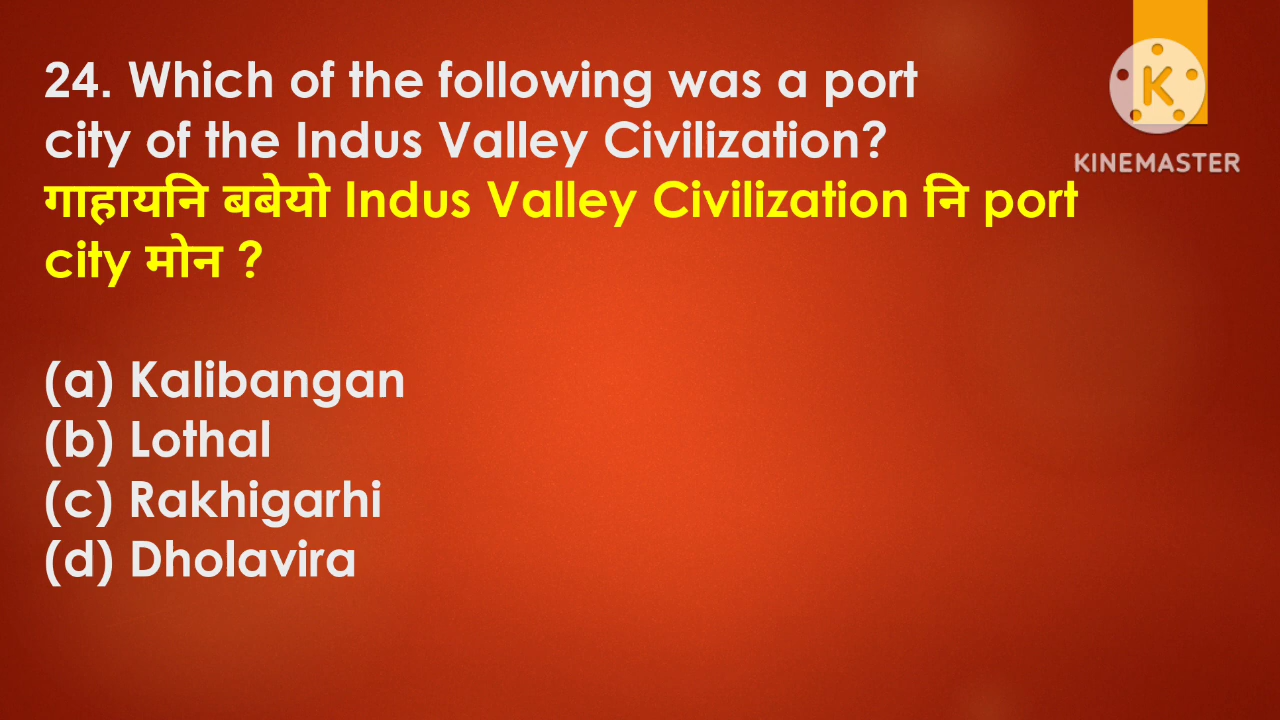 24. Which of the following was a port
city of the Indus Valley Civilization?
गाहायनि बबेयो Indus Valley Civilization नि port
city मोन ?
(a) Kalibangan
(b) Lothal
(c) Rakhigarhi
(d) Dholavira
K
KINEMASTER